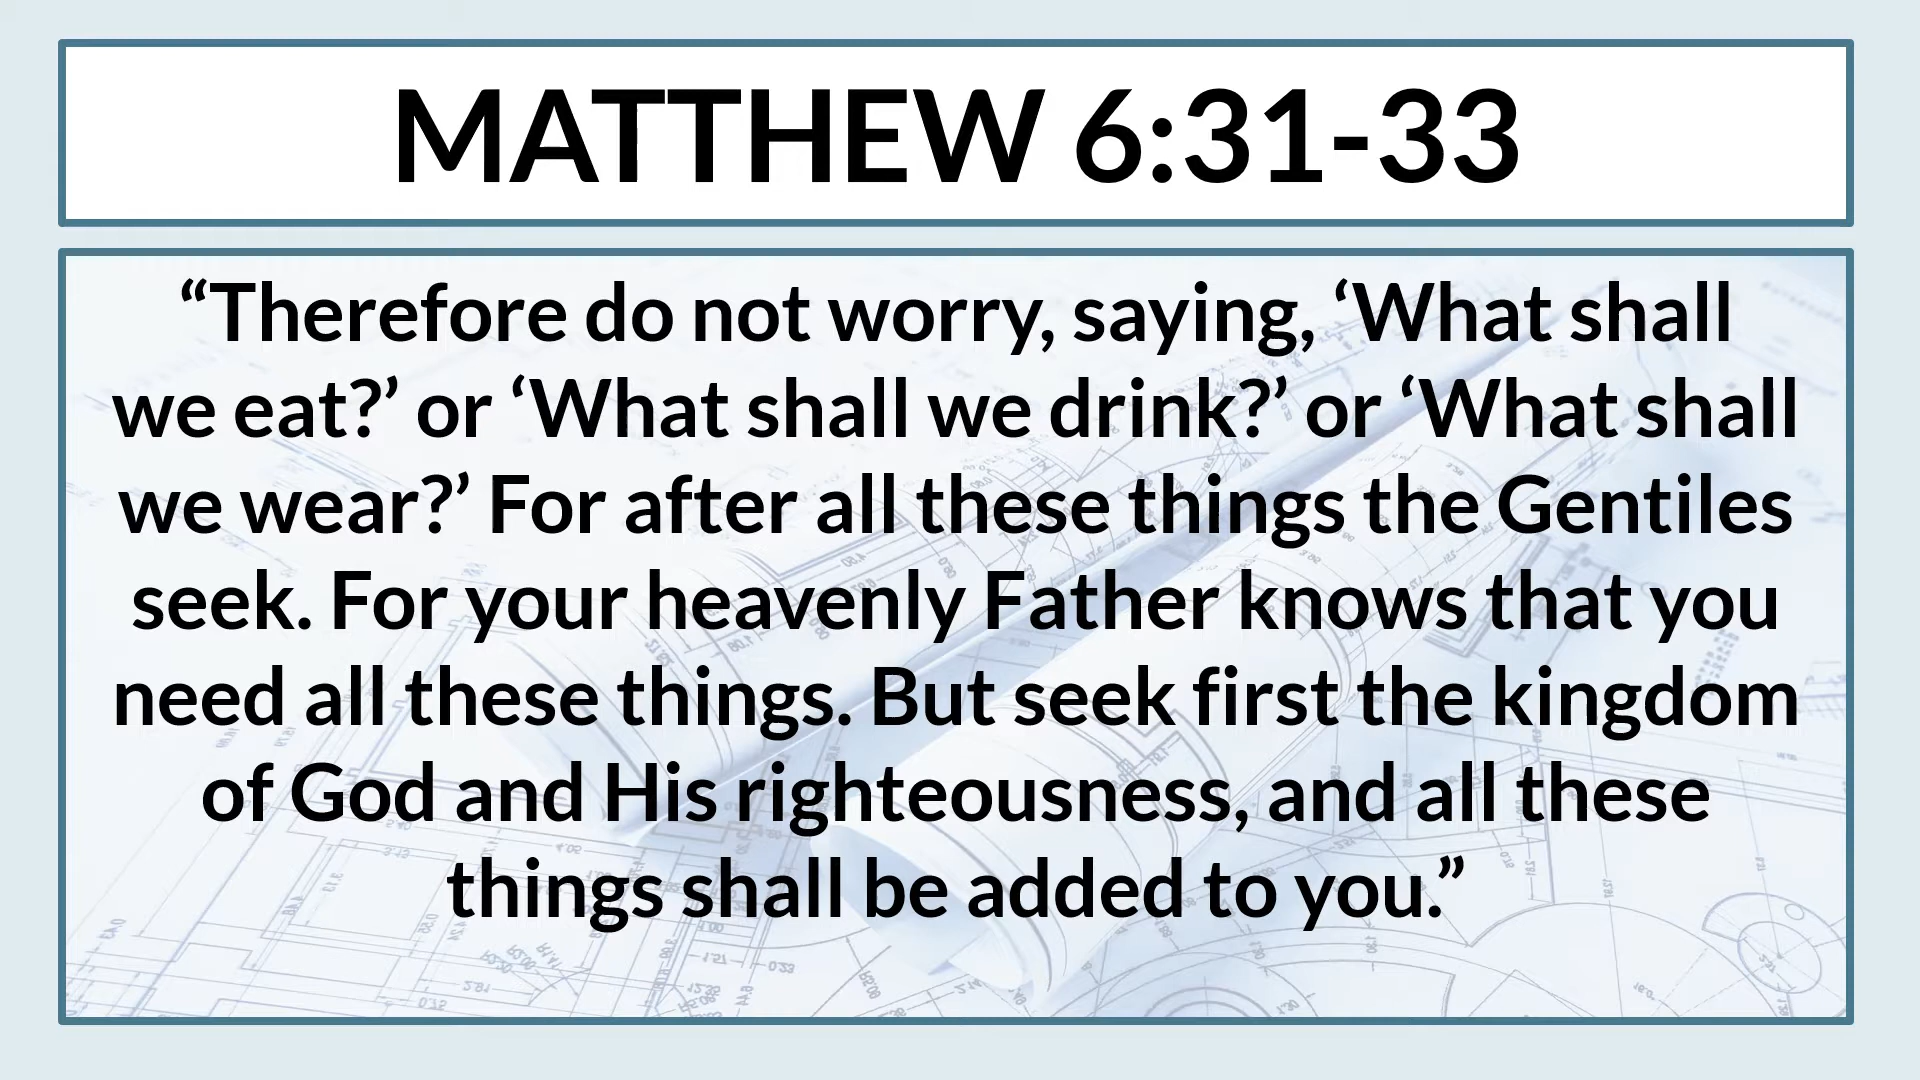 MATTHEW 6:31-33
“Therefore do not worry, saying, ‘What shall
we eat?’ or ‘What shall we drink?’ or ‘What shall
we wear?’ For after all these things the Gentiles
seek. For your heavenly Father knows that you
need all these things. But seek first the kingdom
of God and His righteousness, and all these
things shall be added to you.”